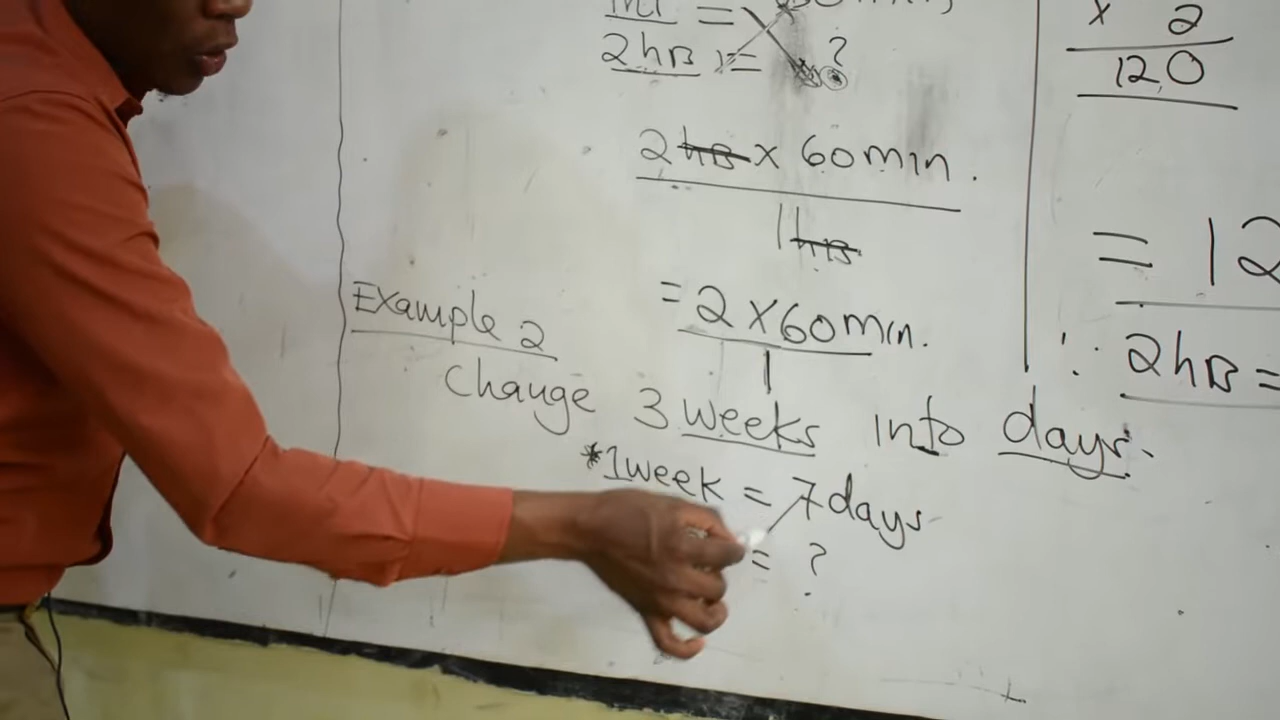 2hrs = ?
2hrs x 60min.
1hrs
= 2 x 60min.
1
x 2
120
= 12
∴ 2hrs =
Example 2
Change 3 weeks into days.
*1week = 7days
= ?